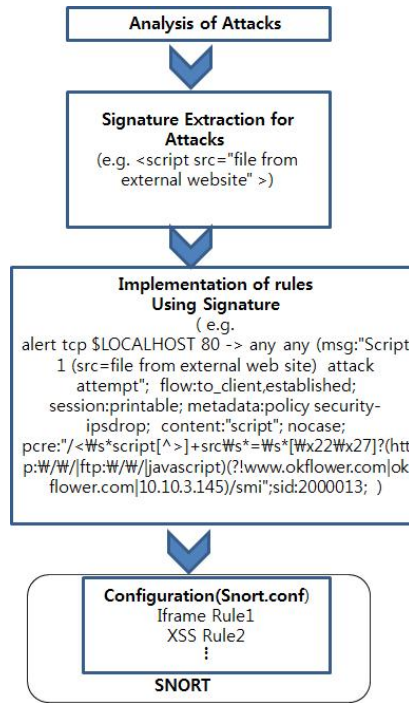 Analysis of Attacks
Signature Extraction for
Attacks
(e.g. <script src="file from
external website" >)
Implementation of rules
Using Signature
( e.g.
alert tcp $LOCALHOST 80 -> any any (msg:"Script
1 (src=file from external web site)  attack
attempt";  flow:to_client,established;
session:printable; metadata:policy security-
ipsdrop;  content:"script"; nocase;
pcre:"/<₩s*script[^>]+src₩s*=₩s*[₩x22₩x27]?(htt
p:₩/₩/|ftp:₩/₩/|javascript)(?!www.okflower.com|ok
flower.com|10.10.3.145)/smi";sid:2000013;  )
Configuration(Snort.conf)
Iframe Rule1
XSS Rule2
⋮
SNORT